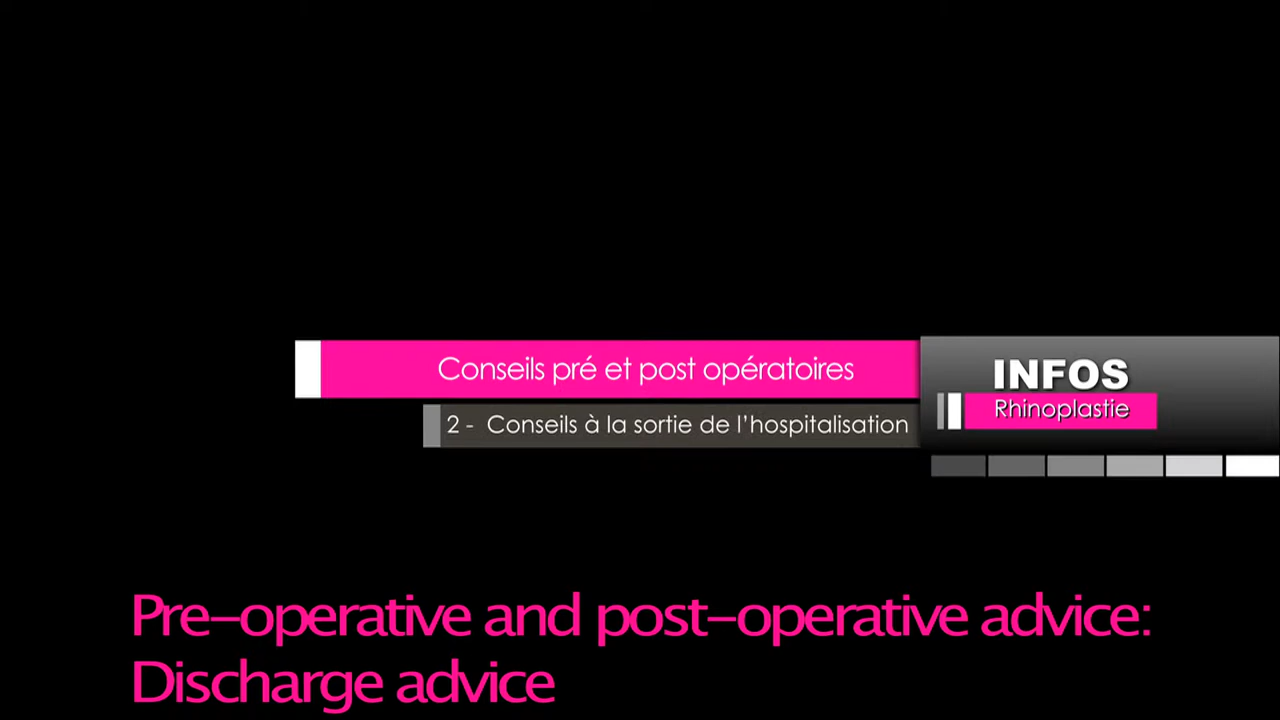 Conseils pré et post opératoires
2 - Conseils à la sortie de l’hospitalisation
INFOS
Rhinoplastie
Pre-operative and post-operative advice:
Discharge advice